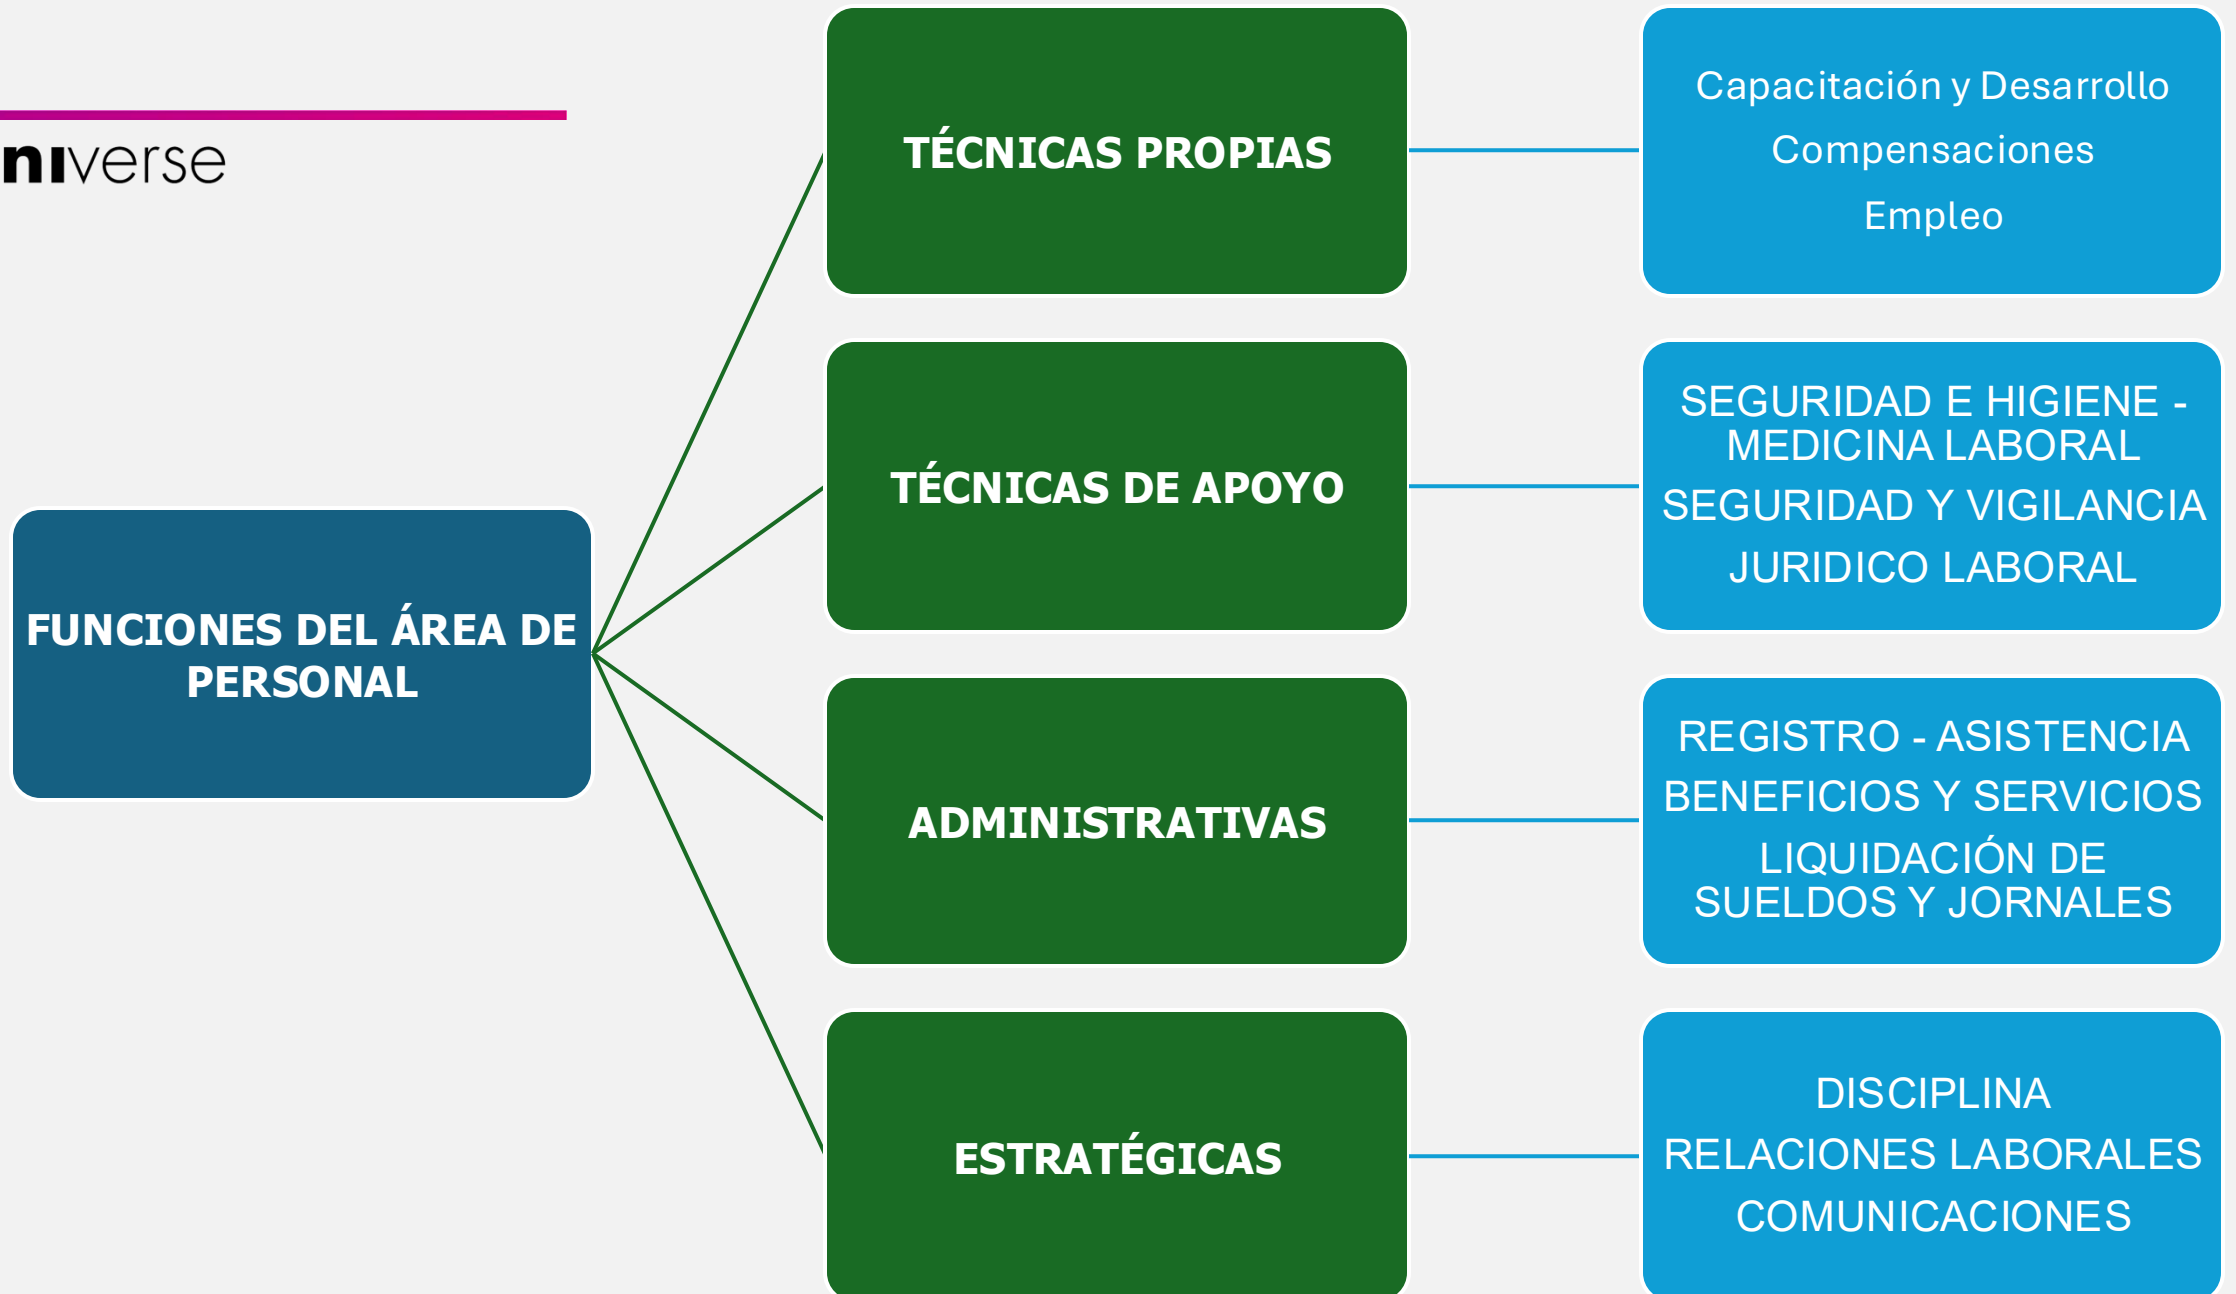 niverse
FUNCIONES DEL ÁREA DE
PERSONAL
TÉCNICAS PROPIAS
Capacitación y Desarrollo
Compensaciones
Empleo
TÉCNICAS DE APOYO
SEGURIDAD E HIGIENE -
MEDICINA LABORAL
SEGURIDAD Y VIGILANCIA
JURIDICO LABORAL
ADMINISTRATIVAS
REGISTRO - ASISTENCIA
BENEFICIOS Y SERVICIOS
LIQUIDACIÓN DE
SUELDOS Y JORNALES
ESTRATÉGICAS
DISCIPLINA
RELACIONES LABORALES
COMUNICACIONES